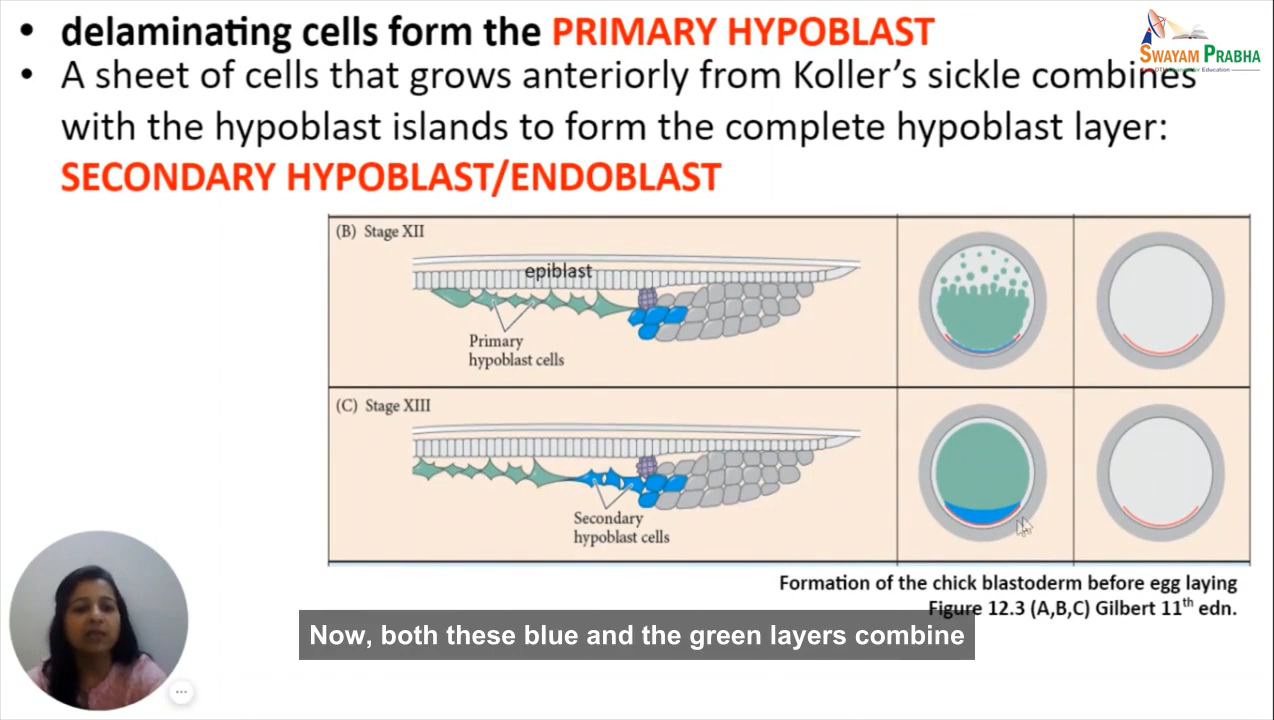 • delaminating cells form the PRIMARY HYPOBLAST
SWAYAM PRABHA
• A sheet of cells that grows anteriorly from Koller's sickle combines
with the hypoblast islands to form the complete hypoblast layer:
SECONDARY HYPOBLAST/ENDOBLAST
(B) Stage XII
epiblast
Primary
hypoblast cells
(C) Stage XIII
Secondary
hypoblast cells
Formation of the chick blastoderm before egg laying
Figure 12.3 (A,B,C) Gilbert 11th edn.
Now, both these blue and the green layers combine